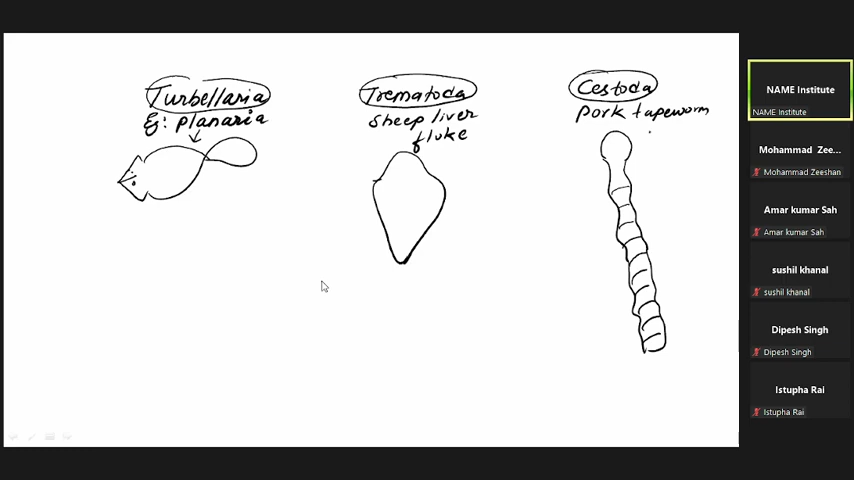 Turbellaria
Eg: planaria
Trematoda
sheep liver
fluke
Cestoda
Pork tapeworm
NAME Institute
NAME Institute
Mohammad Zee...
Mohammad Zeeshan
Amar kumar Sah
Amar kumar Sah
sushil khanal
sushil khanal
Dipesh Singh
Dipesh Singh
Istupha Rai
Istupha Rai